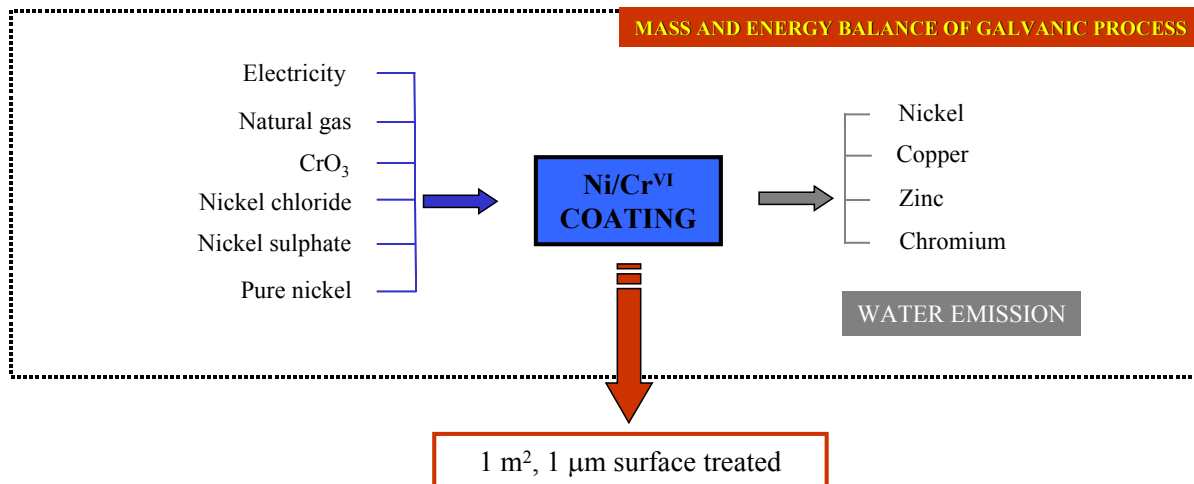 MASS AND ENERGY BALANCE OF GALVANIC PROCESS
Electricity
Natural gas
CrO₃
Nickel chloride
Nickel sulphate
Pure nickel
Ni/Crⱽᴵ
COATING
Nickel
Copper
Zinc
Chromium
WATER EMISSION
1 m², 1 μm surface treated